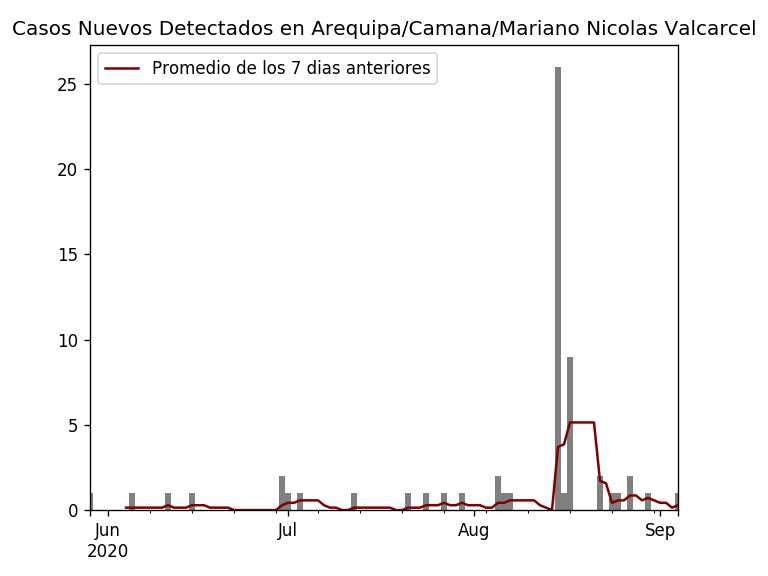 Casos Nuevos Detectados en Arequipa/Camana/Mariano Nicolas Valcarcel
Promedio de los 7 dias anteriores
25
20
15
10
5
0
Jun Jul Aug Sep
2020